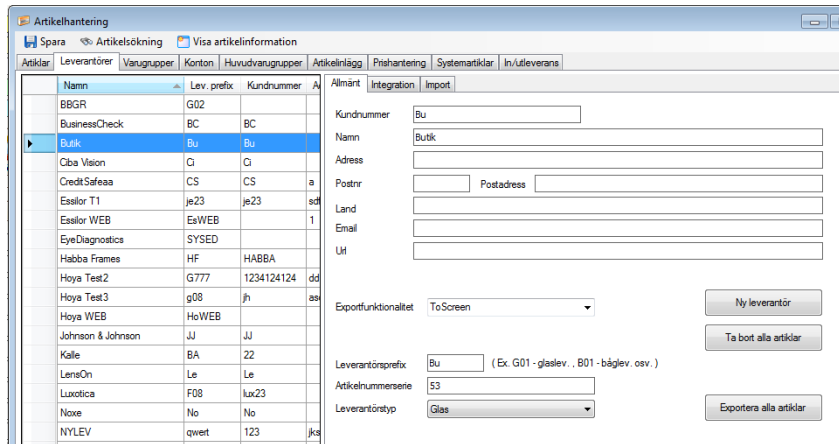 Artikelhantering
Spara Artikelsökning Visa artikelinformation
Artiklar Leverantörer Varugrupper Konton Huvudvarugrupper Artikelinlägg Prishantering Systemartiklar In/utleverans
Namn Lev. prefix Kundnummer
BBGR G02
BusinessCheck BC BC
Butik Bu Bu
Ciba Vision Ci Ci
CreditSafeaa CS CS a
Essilor T1 je23 je23 sdf
Essilor WEB EsWEB 1
EyeDiagnostics SYSED
Habba Frames HF HABBA
Hoya Test2 G777 1234124124 dd
Hoya Test3 g08 jh
Hoya WEB HoWEB
Johnson & Johnson JJ JJ
Kalle BA 22
LensOn Le Le
Luxotica F08 lux23
Noxe No No
NYLEV qwert 123 jks
Allmänt Integration Import
Kundnummer Bu
Namn Butik
Adress
Postnr Postadress
Land
Email
Url
Exportfunktionalitet ToScreen
Ny leverantör
Ta bort alla artiklar
Leverantörsprefix Bu ( Ex. G01 - glaslev. , B01 - båglev. osv. )
Artikelnummerserie 53
Leverantörstyp Glas
Exportera alla artiklar